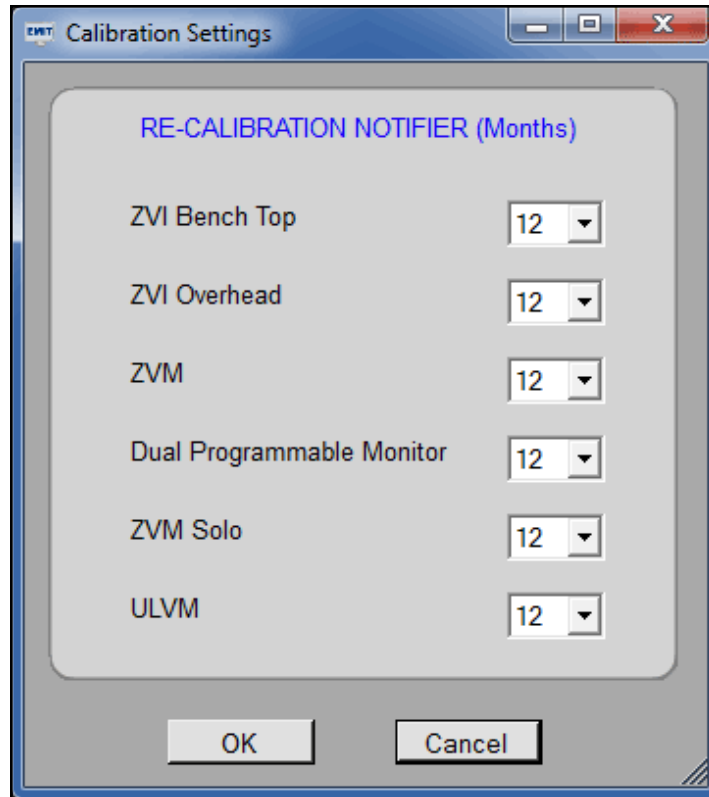 EMIT Calibration Settings
RE-CALIBRATION NOTIFIER (Months)
ZVI Bench Top 12
ZVI Overhead 12
ZVM 12
Dual Programmable Monitor 12
ZVM Solo 12
ULVM 12
OK Cancel